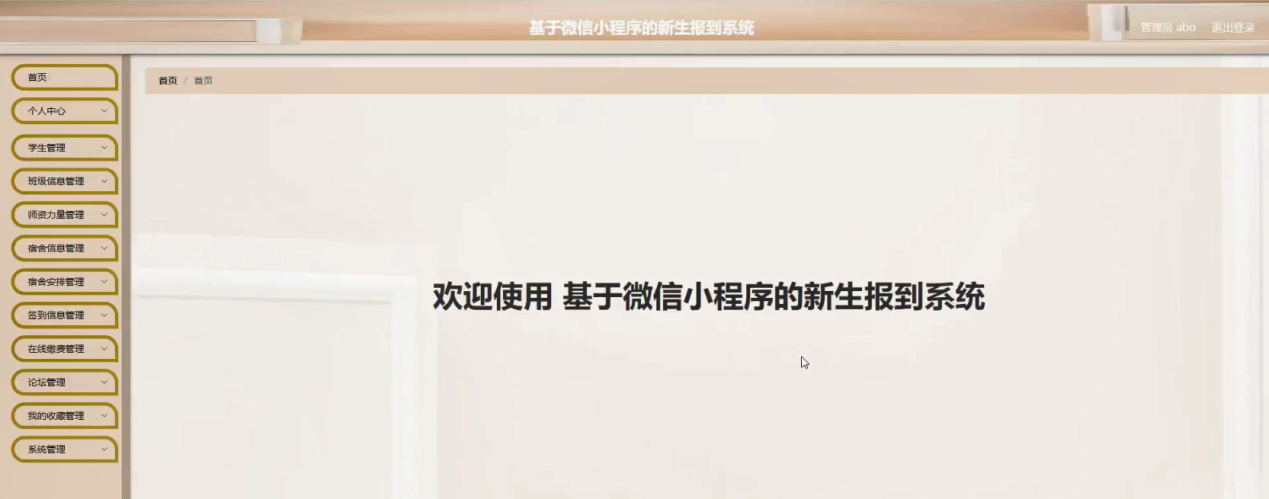 基于微信小程序的新生报到系统
管理员 abo 退出登录
首页
个人中心
学生管理
班级信息管理
师资力量管理
宿舍信息管理
宿舍安排管理
签到信息管理
在线缴费管理
论坛管理
我的收藏管理
系统管理
首页 / 首页
欢迎使用 基于微信小程序的新生报到系统